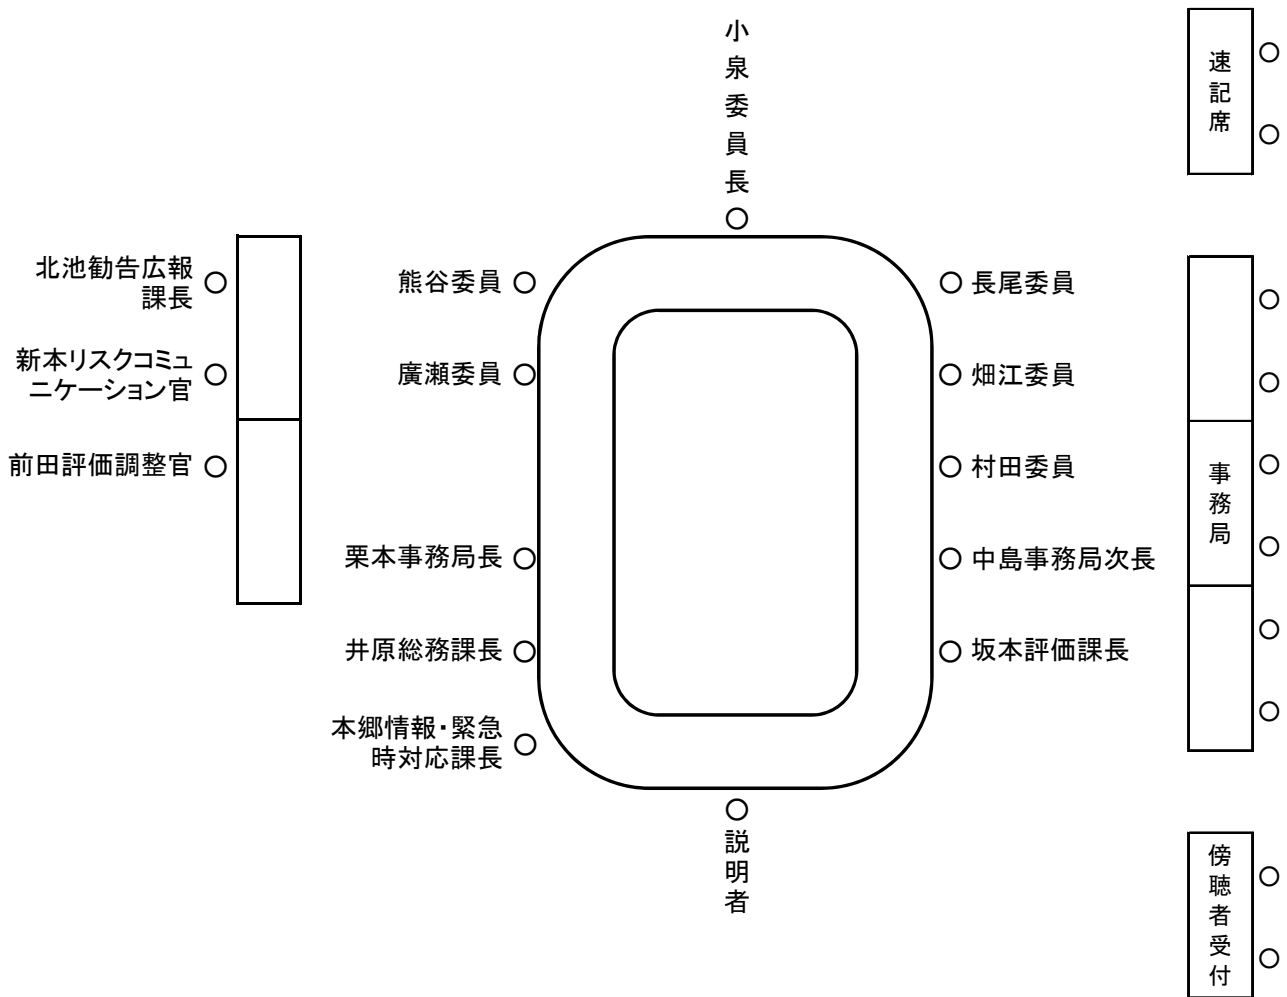 小泉委員長
速記席
北池勧告広報
課長
新本リスクコミュ
ニケーション官
前田評価調整官
熊谷委員
廣瀬委員
栗本事務局長
井原総務課長
本郷情報・緊急
時対応課長
長尾委員
畑江委員
村田委員
中島事務局次長
坂本評価課長
説明者
事務局
傍聴者受付